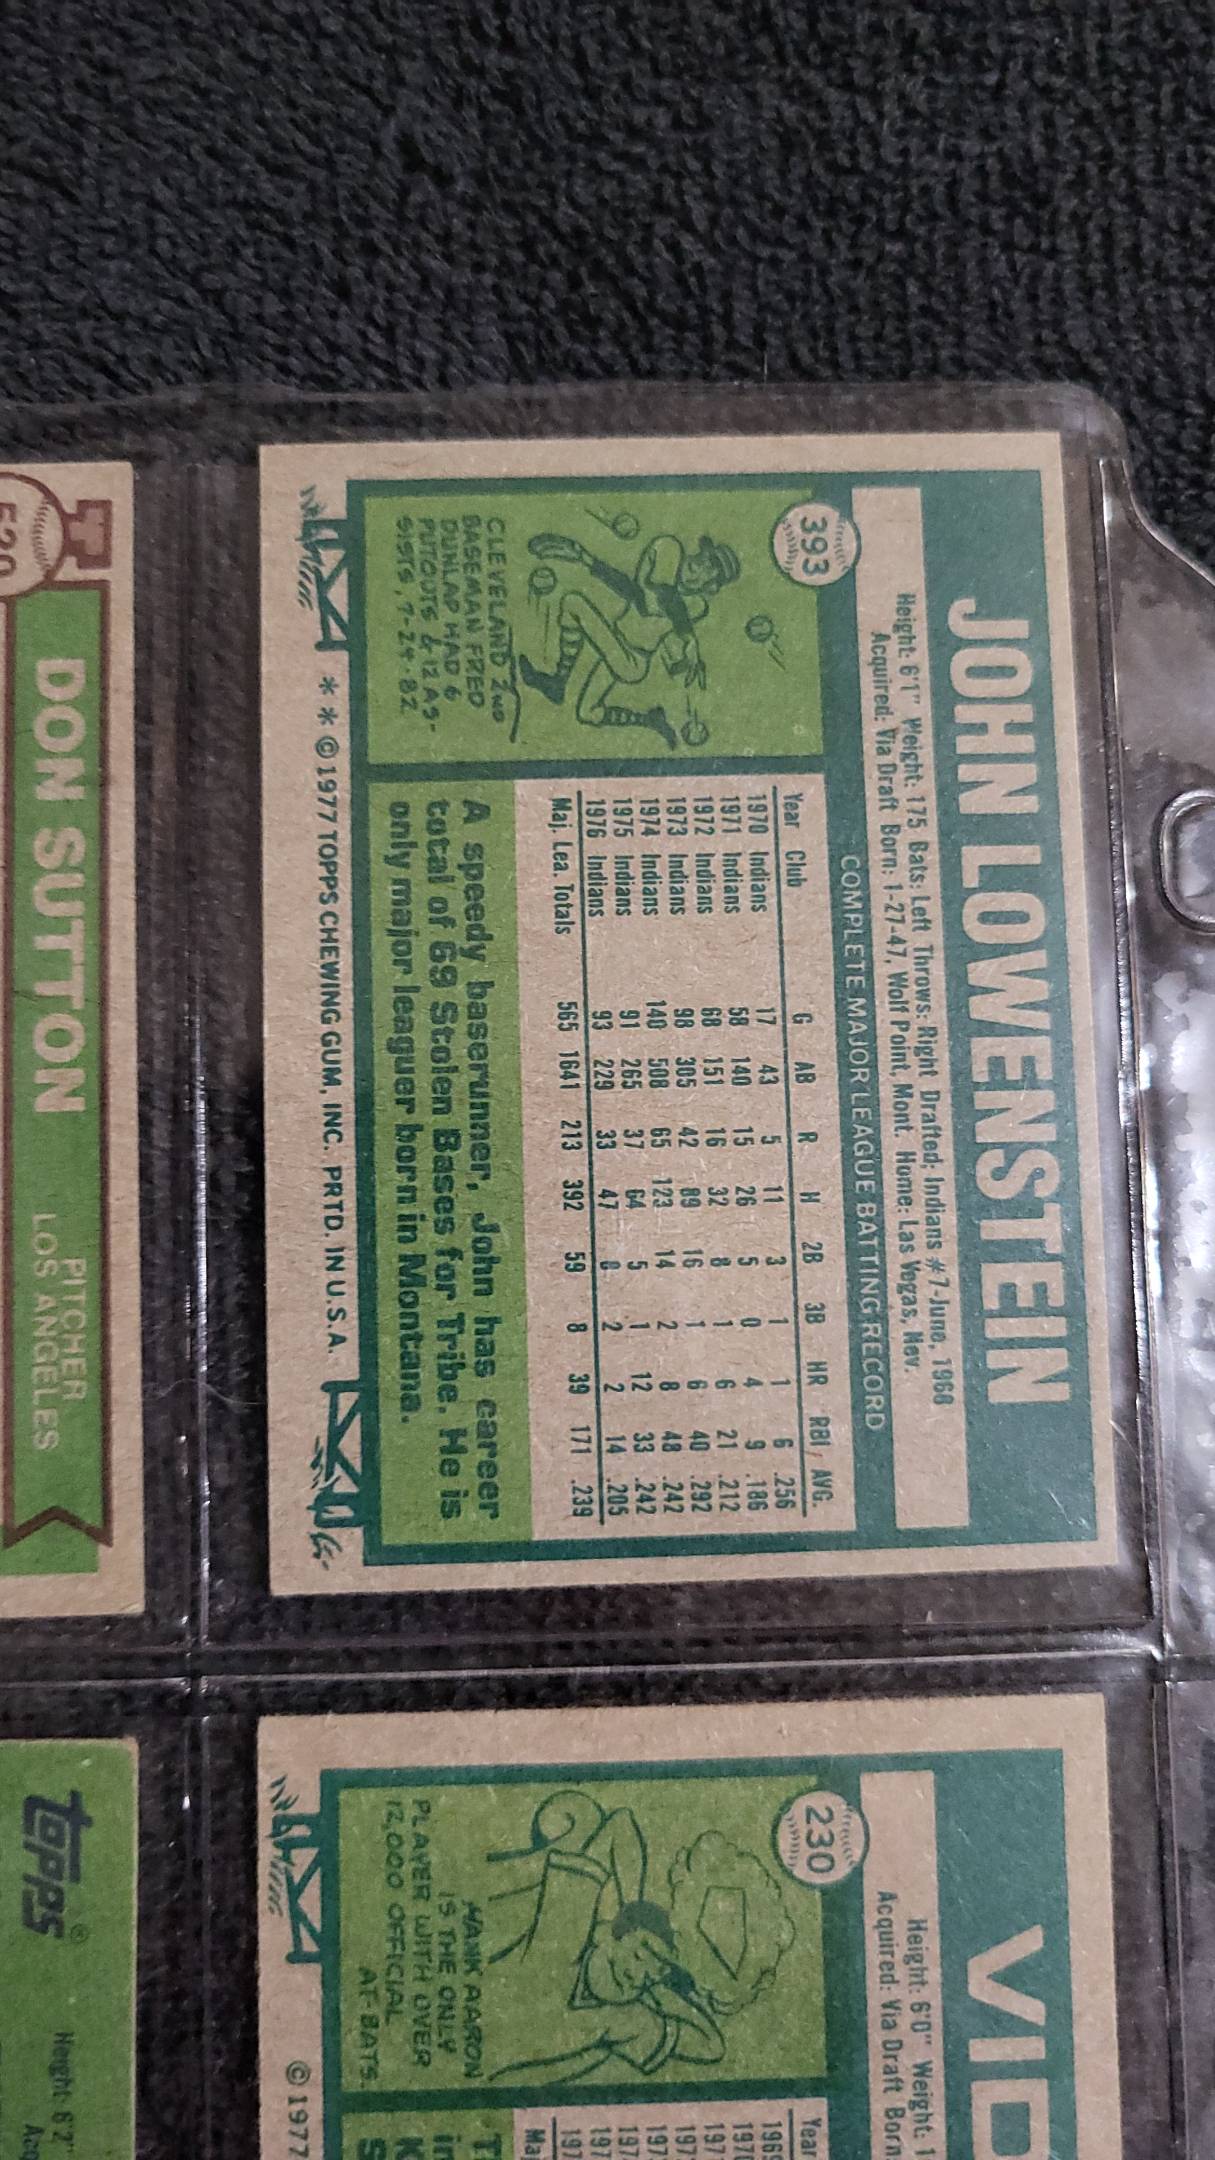 JOHN LOWENSTEIN
Height: 6'1" Weight: 175 Bats: Left Throws: Right Drafted: Indians #7-June, 1968
Acquired: Via Draft Born: 1-27-47, Wolf Point, Mont. Home: Las Vegas, Nev.
393
COMPLETE MAJOR LEAGUE BATTING RECORD
Year Club G AB R H 2B 3B HR RBI AVG.
1970 Indians 17 43 5 11 3 1 1 6 .256
1971 Indians 58 140 15 26 5 0 4 9 .186
1972 Indians 68 151 16 32 8 1 6 21 .212
1973 Indians 98 305 42 89 16 1 6 40 .292
1974 Indians 140 508 65 123 14 2 8 48 .242
1975 Indians 91 265 37 64 5 1 12 33 .242
1976 Indians 93 229 33 47 8 2 2 14 .205
Maj. Lea. Totals 565 1641 213 392 59 8 39 171 .239
CLEVELAND 2ND
BASEMAN FRED
DUNLAP HAD 6
PUTOUTS & 12 AS-
SISTS, 7-24-82.
A speedy baserunner, John has career
total of 69 Stolen Bases for Tribe. He is
only major leaguer born in Montana.
* * © 1977 TOPPS CHEWING GUM, INC. PRTD. IN U.S.A.
Height: 6'0" Weight:
Acquired: Via Draft Born:
230
Year
1969
1970
HANK AARON
IS THE ONLY
PLAYER WITH OVER
12,000 OFFICIAL
AT-BATS.
© 1977
520
DON SUTTON
PITCHER
LOS ANGELES
topps®
Height: 6'2"